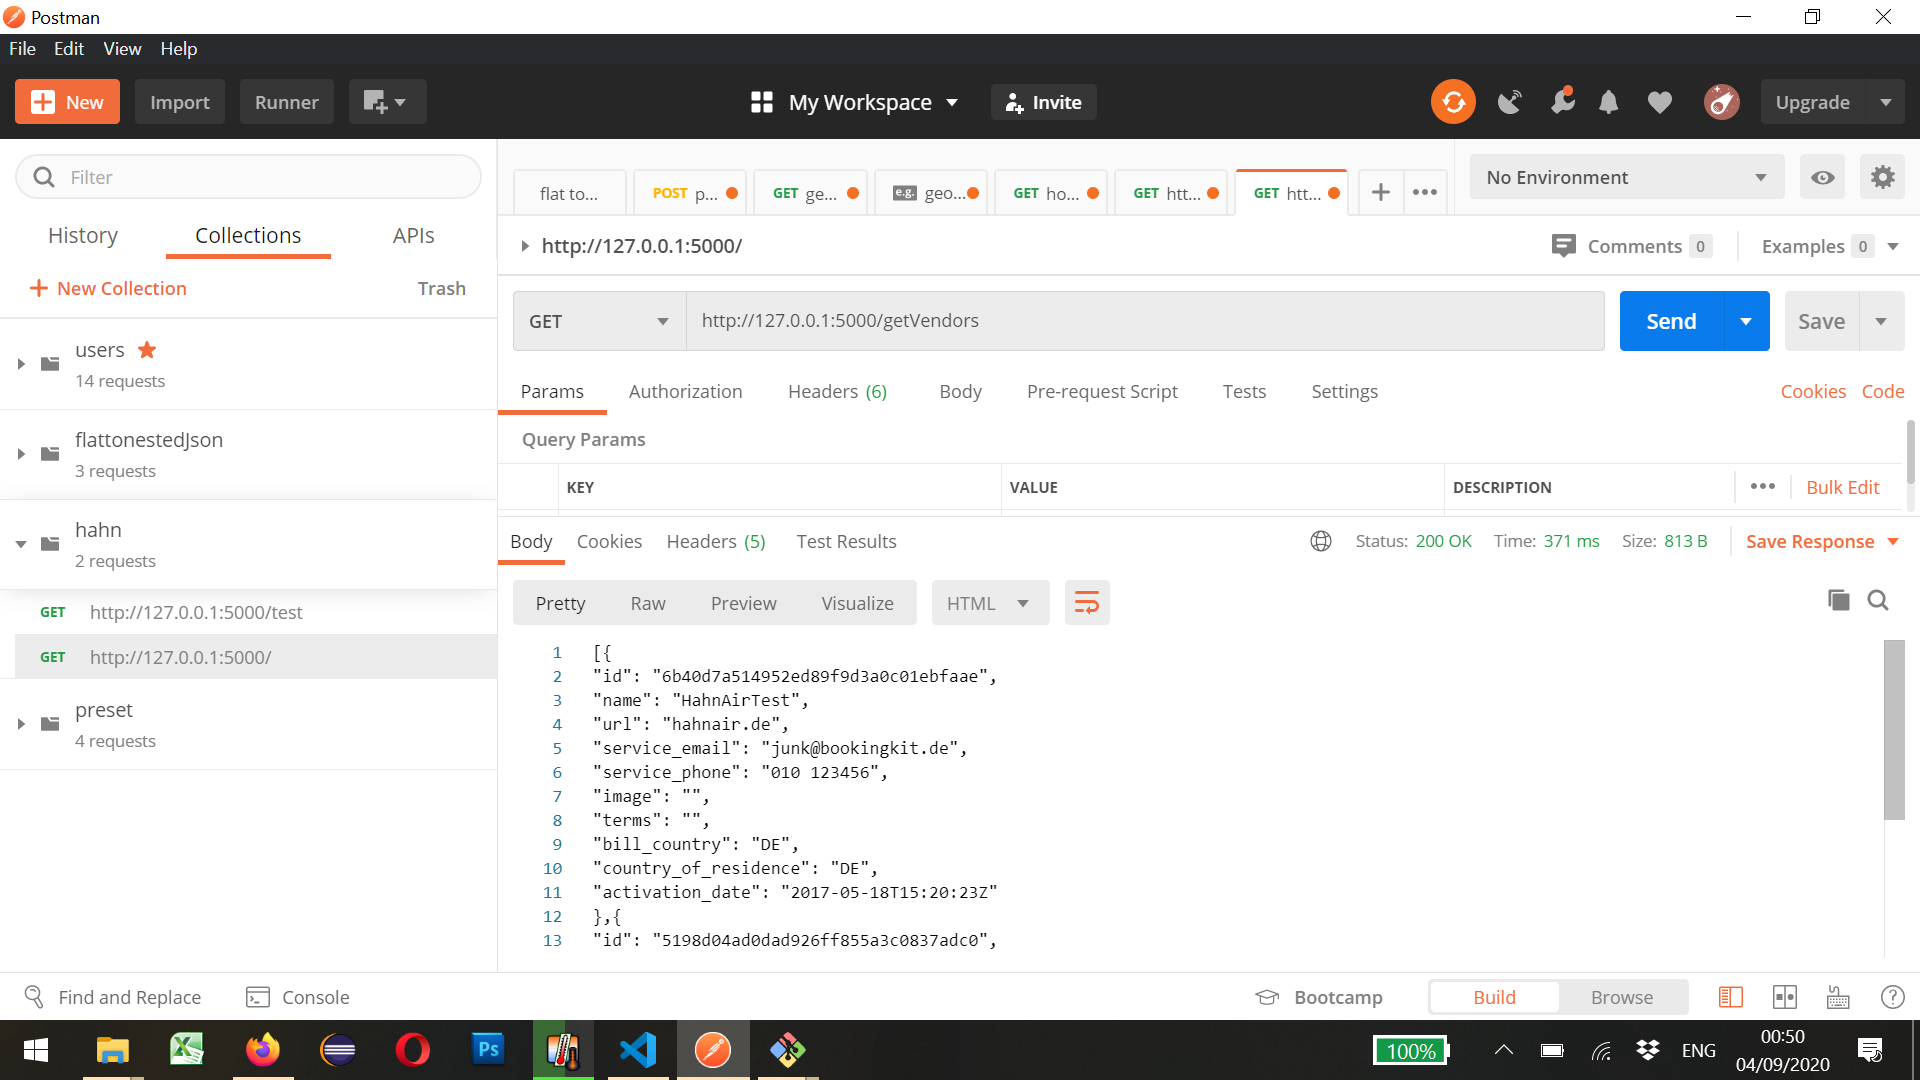 Postman
File Edit View Help
New Import Runner My Workspace Invite Upgrade
Filter
History Collections APIs
New Collection Trash
users
14 requests
flattonestedJson
3 requests
hahn
2 requests
GET http://127.0.0.1:5000/test
GET http://127.0.0.1:5000/
preset
4 requests
flat to... POST p... GET ge... e.g. geo... GET ho... GET htt... GET htt... No Environment
http://127.0.0.1:5000/ Comments 0 Examples 0
GET http://127.0.0.1:5000/getVendors Send Save
Params Authorization Headers (6) Body Pre-request Script Tests Settings Cookies Code
Query Params
KEY VALUE DESCRIPTION Bulk Edit
Body Cookies Headers (5) Test Results Status: 200 OK Time: 371 ms Size: 813 B Save Response
Pretty Raw Preview Visualize HTML
1 [{
2 "id": "6b40d7a514952ed89f9d3a0c01ebfaae",
3 "name": "HahnAirTest",
4 "url": "hahnair.de",
5 "service_email": "junk@bookingkit.de",
6 "service_phone": "010 123456",
7 "image": "",
8 "terms": "",
9 "bill_country": "DE",
10 "country_of_residence": "DE",
11 "activation_date": "2017-05-18T15:20:23Z"
12 },{
13 "id": "5198d04ad0dad926ff855a3c0837adc0",
Find and Replace Console Bootcamp Build Browse
Ps 100% ENG 00:50
04/09/2020